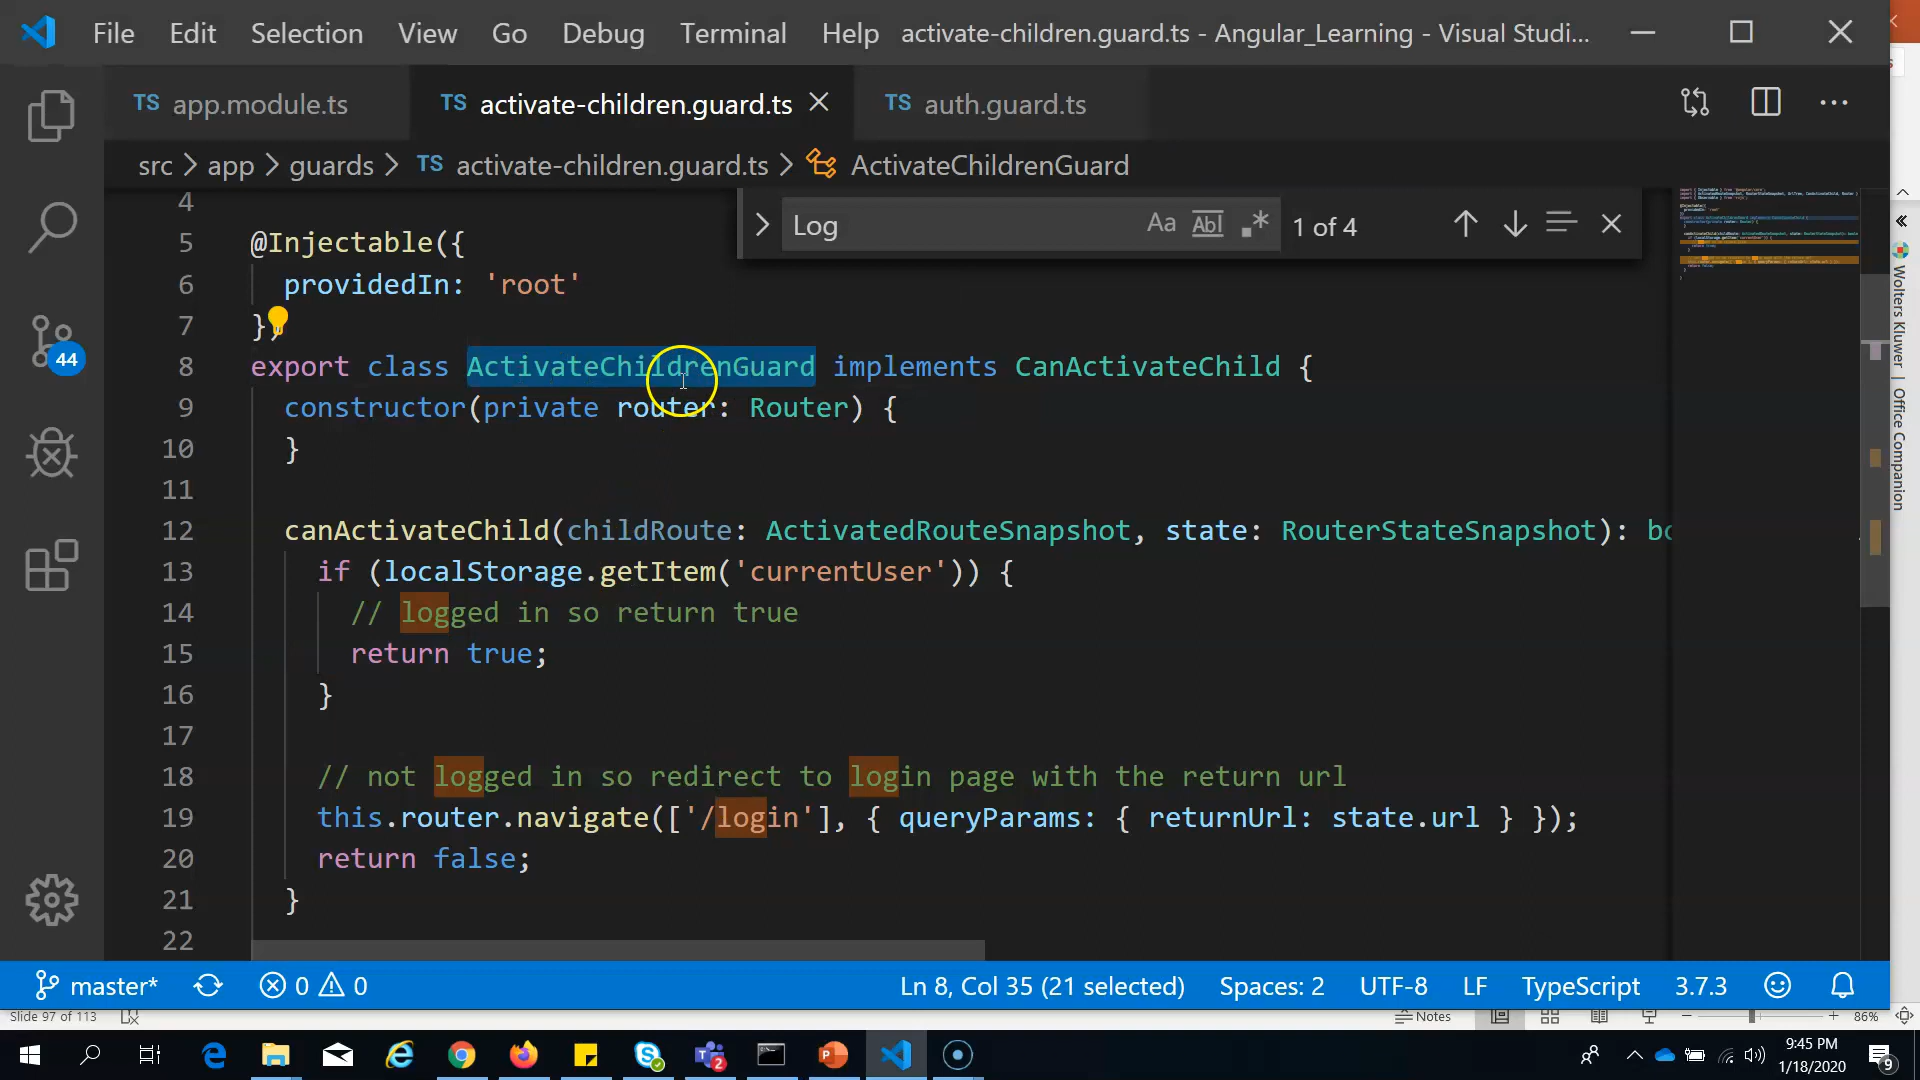 File Edit Selection View Go Debug Terminal Help activate-children.guard.ts - Angular_Learning - Visual Studi...
TS app.module.ts TS activate-children.guard.ts TS auth.guard.ts
src > app > guards > TS activate-children.guard.ts > ActivateChildrenGuard
Log Aa Abl .* 1 of 4
4
5 @Injectable({
6 providedIn: 'root'
7 })
8 export class ActivateChildrenGuard implements CanActivateChild {
9 constructor(private router: Router) {
10 }
11
12 canActivateChild(childRoute: ActivatedRouteSnapshot, state: RouterStateSnapshot): bo
13 if (localStorage.getItem('currentUser')) {
14 // logged in so return true
15 return true;
16 }
17
18 // not logged in so redirect to login page with the return url
19 this.router.navigate(['/login'], { queryParams: { returnUrl: state.url } });
20 return false;
21 }
22
44
Wolters Kluwer | Office Companion
master* 0 0 Ln 8, Col 35 (21 selected) Spaces: 2 UTF-8 LF TypeScript 3.7.3
Slide 97 of 113 Notes 86%
2 9:45 PM
1/18/2020 9